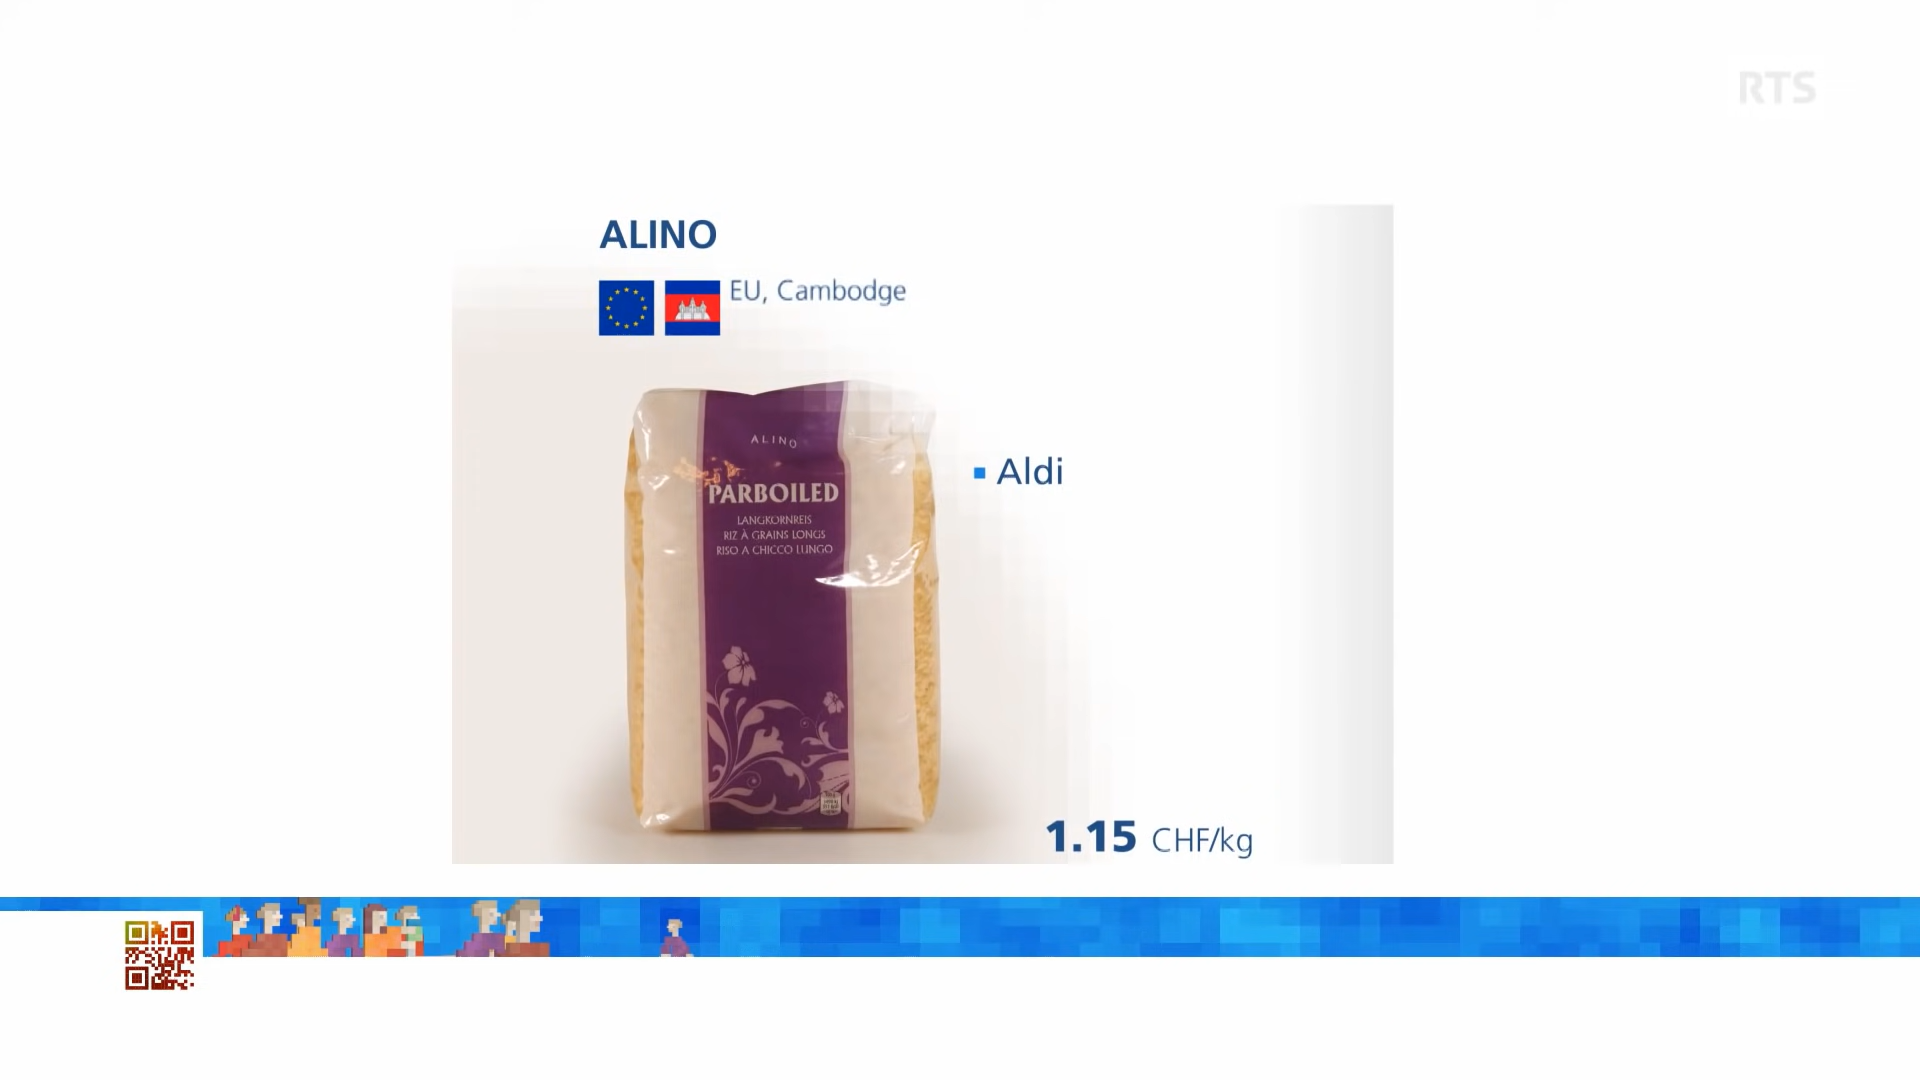 RTS
ALINO
EU, Cambodge
ALINO
PARBOILED
LANGKORNREIS
RIZ À GRAINS LONGS
RISO A CHICCO LUNGO
Aldi
1.15 CHF/kg